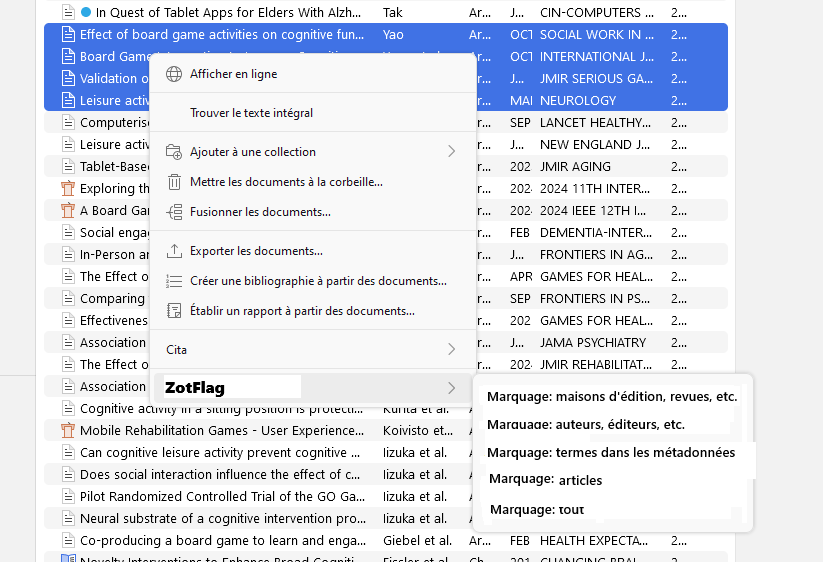 In Quest of Tablet Apps for Elders With Alzh... Tak Ar... J... CIN-COMPUTERS ... 2...
Effect of board game activities on cognitive fun... Yao Ar... OCT SOCIAL WORK IN ... 2...
Board Game OCT INTERNATIONAL J... 2...
Validation o r... J... JMIR SERIOUS GA... 2...
Leisure activ r... MAI NEUROLOGY 2...
Computerise r... SEP LANCET HEALTHY... 2...
Leisure activ r... J... NEW ENGLAND J... 2...
Tablet-Based r... 202 JMIR AGING 2...
Exploring th r... 202 2024 11TH INTER... 2...
A Board Gar r... 202 2024 IEEE 12TH I... 2...
Social engag r... FEB DEMENTIA-INTER... 2...
In-Person ar r... J... FRONTIERS IN AG... 2...
The Effect o r... APR GAMES FOR HEAL... 2...
Comparing r... SEP FRONTIERS IN PS... 2...
Effectivenes r... 202 GAMES FOR HEAL... 2...
Association r... J... JAMA PSYCHIATRY 2...
The Effect o r... 202 JMIR REHABILITAT... 2...
Association
Afficher en ligne
Trouver le texte intégral
Ajouter à une collection
Mettre les documents à la corbeille...
Fusionner les documents...
Exporter les documents...
Créer une bibliographie à partir des documents...
Établir un rapport à partir des documents...
Cita
ZotFlag
Marquage: maisons d'édition, revues, etc.
Marquage: auteurs, éditeurs, etc.
Marquage: termes dans les métadonnées
Marquage: articles
Marquage: tout
Cognitive activity in a sitting position is protecti... Kurita et al.
Mobile Rehabilitation Games - User Experience... Koivisto et...
Can cognitive leisure activity prevent cognitive ... Iizuka et al.
Does social interaction influence the effect of c... Iizuka et al.
Pilot Randomized Controlled Trial of the GO Ga... Iizuka et al.
Neural substrate of a cognitive intervention pro... Iizuka et al.
Co-producing a board game to learn and enga... Giebel et al. Ar... FEB HEALTH EXPECTA... 2...
Novelty Interventions to Enhance Broad Cogniti... Fissler et al. Ch... 201 CHANGING BRAI... 2...